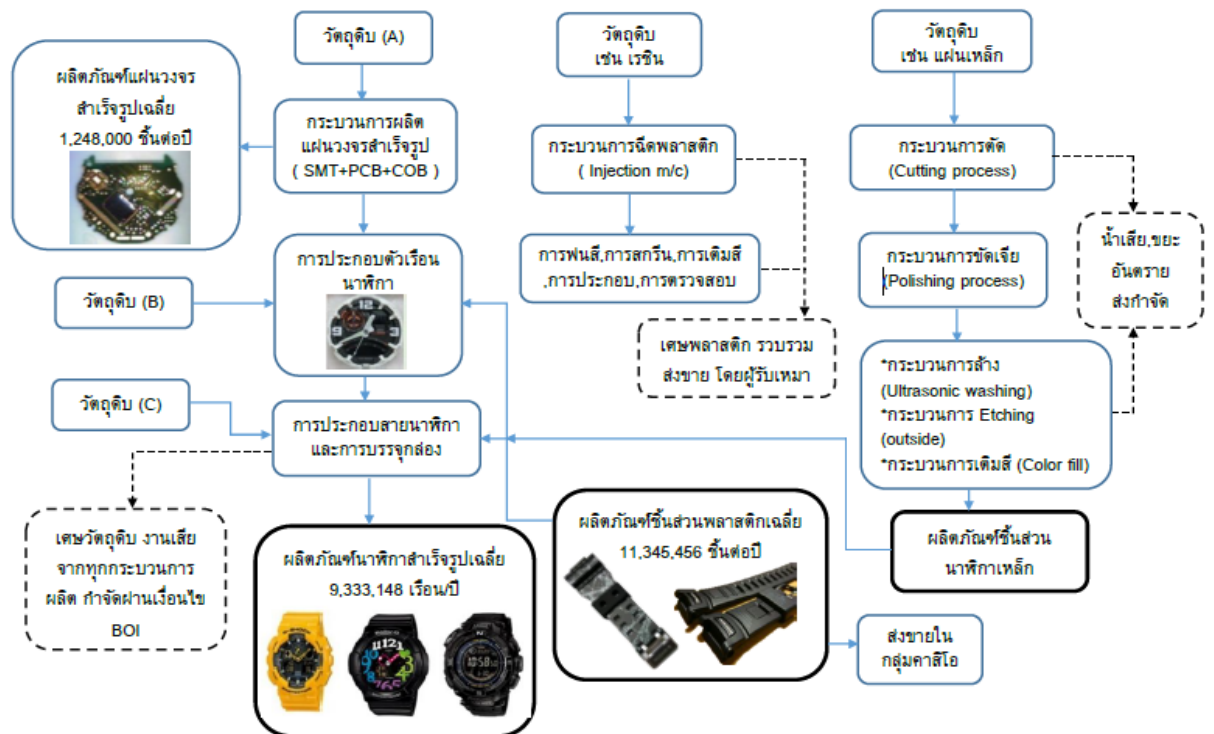 วัตถุดิบ (A)
ผลิตภัณฑ์แผ่นวงจร
สำเร็จรูปเฉลี่ย
1,248,000 ชิ้นต่อปี
กระบวนการผลิต
แผ่นวงจรสำเร็จรูป
( SMT+PCB+COB )
วัตถุดิบ (B)
การประกอบตัวเรือน
นาฬิกา
วัตถุดิบ (C)
การประกอบสายนาฬิกา
และการบรรจุกล่อง
เศษวัตถุดิบ งานเสีย
จากทุกกระบวนการ
ผลิต กำจัดผ่านเงื่อนไข
BOI
ผลิตภัณฑ์นาฬิกาสำเร็จรูปเฉลี่ย
9,333,148 เรือน/ปี
วัตถุดิบ
เช่น เรซิน
กระบวนการฉีดพลาสติก
( Injection m/c)
การพ่นสี,การสกรีน,การเติมสี
,การประกอบ,การตรวจสอบ
เศษพลาสติก รวบรวม
ส่งขาย โดยผู้รับเหมา
ผลิตภัณฑ์ชิ้นส่วนพลาสติกเฉลี่ย
11,345,456 ชิ้นต่อปี
ส่งขายใน
กลุ่มคาสิโอ
วัตถุดิบ
เช่น แผ่นเหล็ก
กระบวนการตัด
(Cutting process)
กระบวนการขัดเจีย
(Polishing process)
น้ำเสีย,ขยะ
อันตราย
ส่งกำจัด
*กระบวนการล้าง
(Ultrasonic washing)
*กระบวนการ Etching
(outside)
*กระบวนการเติมสี (Color fill)
ผลิตภัณฑ์ชิ้นส่วน
นาฬิกาเหล็ก